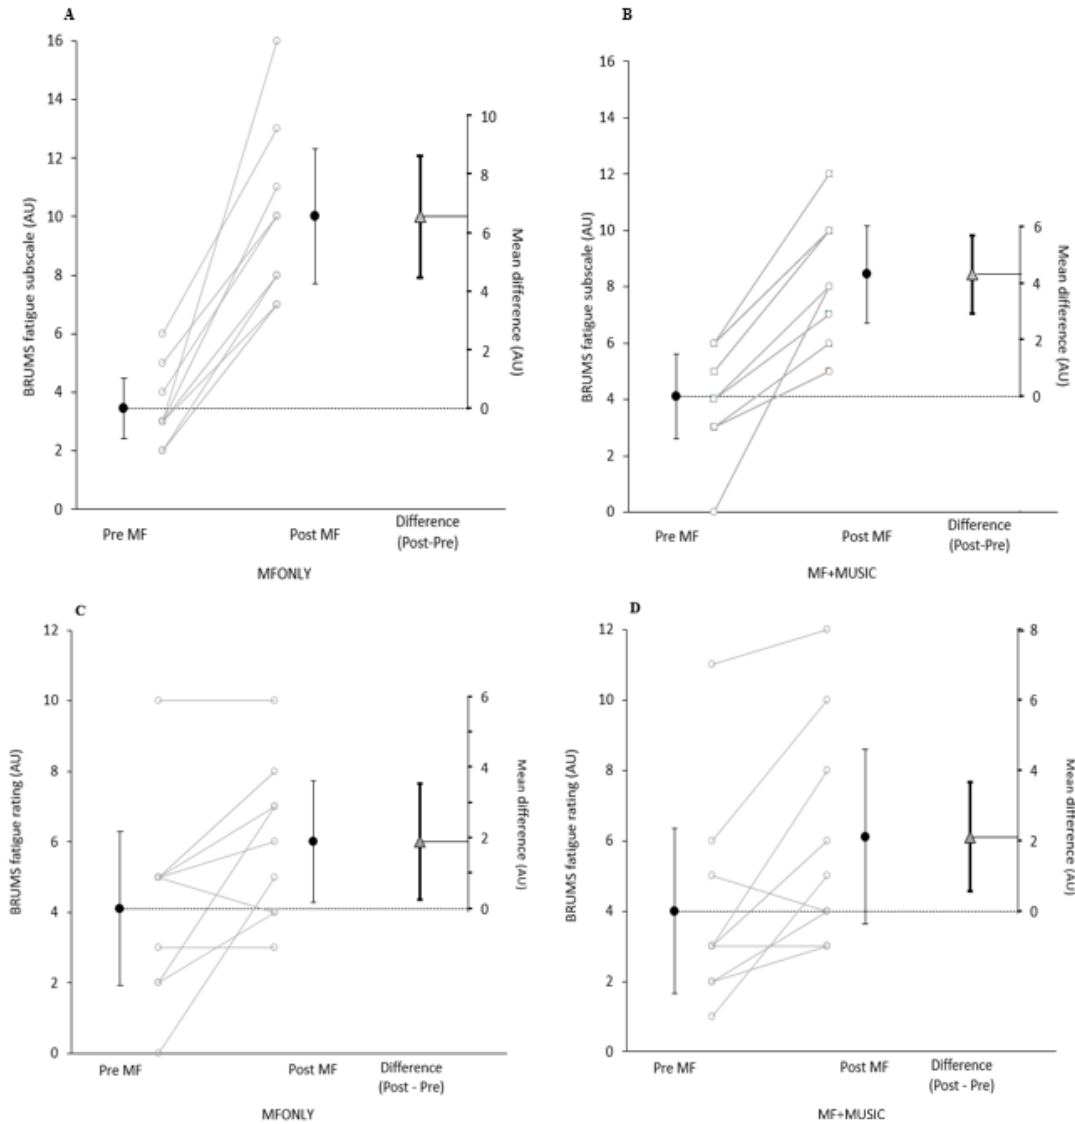 A
16
14
12
10
8
6
4
2
0
BRUMS fatigue subscale (AU)
10
8
6
4
2
0
Mean difference (AU)
Pre MF
Post MF
Difference
(Post-Pre)
MFONLY
B
16
14
12
10
8
6
4
2
0
BRUMS fatigue subscale (AU)
6
4
2
0
Mean difference (AU)
Pre MF
Post MF
Difference
(Post-Pre)
MF+MUSIC
C
12
10
8
6
4
2
0
BRUMS fatigue rating (AU)
6
4
2
0
Mean difference (AU)
Pre MF
Post MF
Difference
(Post - Pre)
MFONLY
D
12
10
8
6
4
2
0
BRUMS fatigue rating (AU)
8
6
4
2
0
Mean difference (AU)
Pre MF
Post MF
Difference
(Post - Pre)
MF+MUSIC